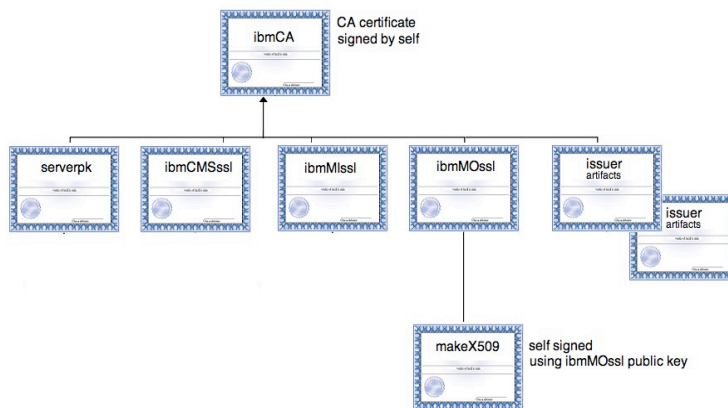 ibmCA
CA certificate
signed by self
serverpk
ibmCMSssl
ibmMIssl
ibmMOssl
issuer
artifacts
issuer
artifacts
makeX509
self signed
using ibmMOssl public key